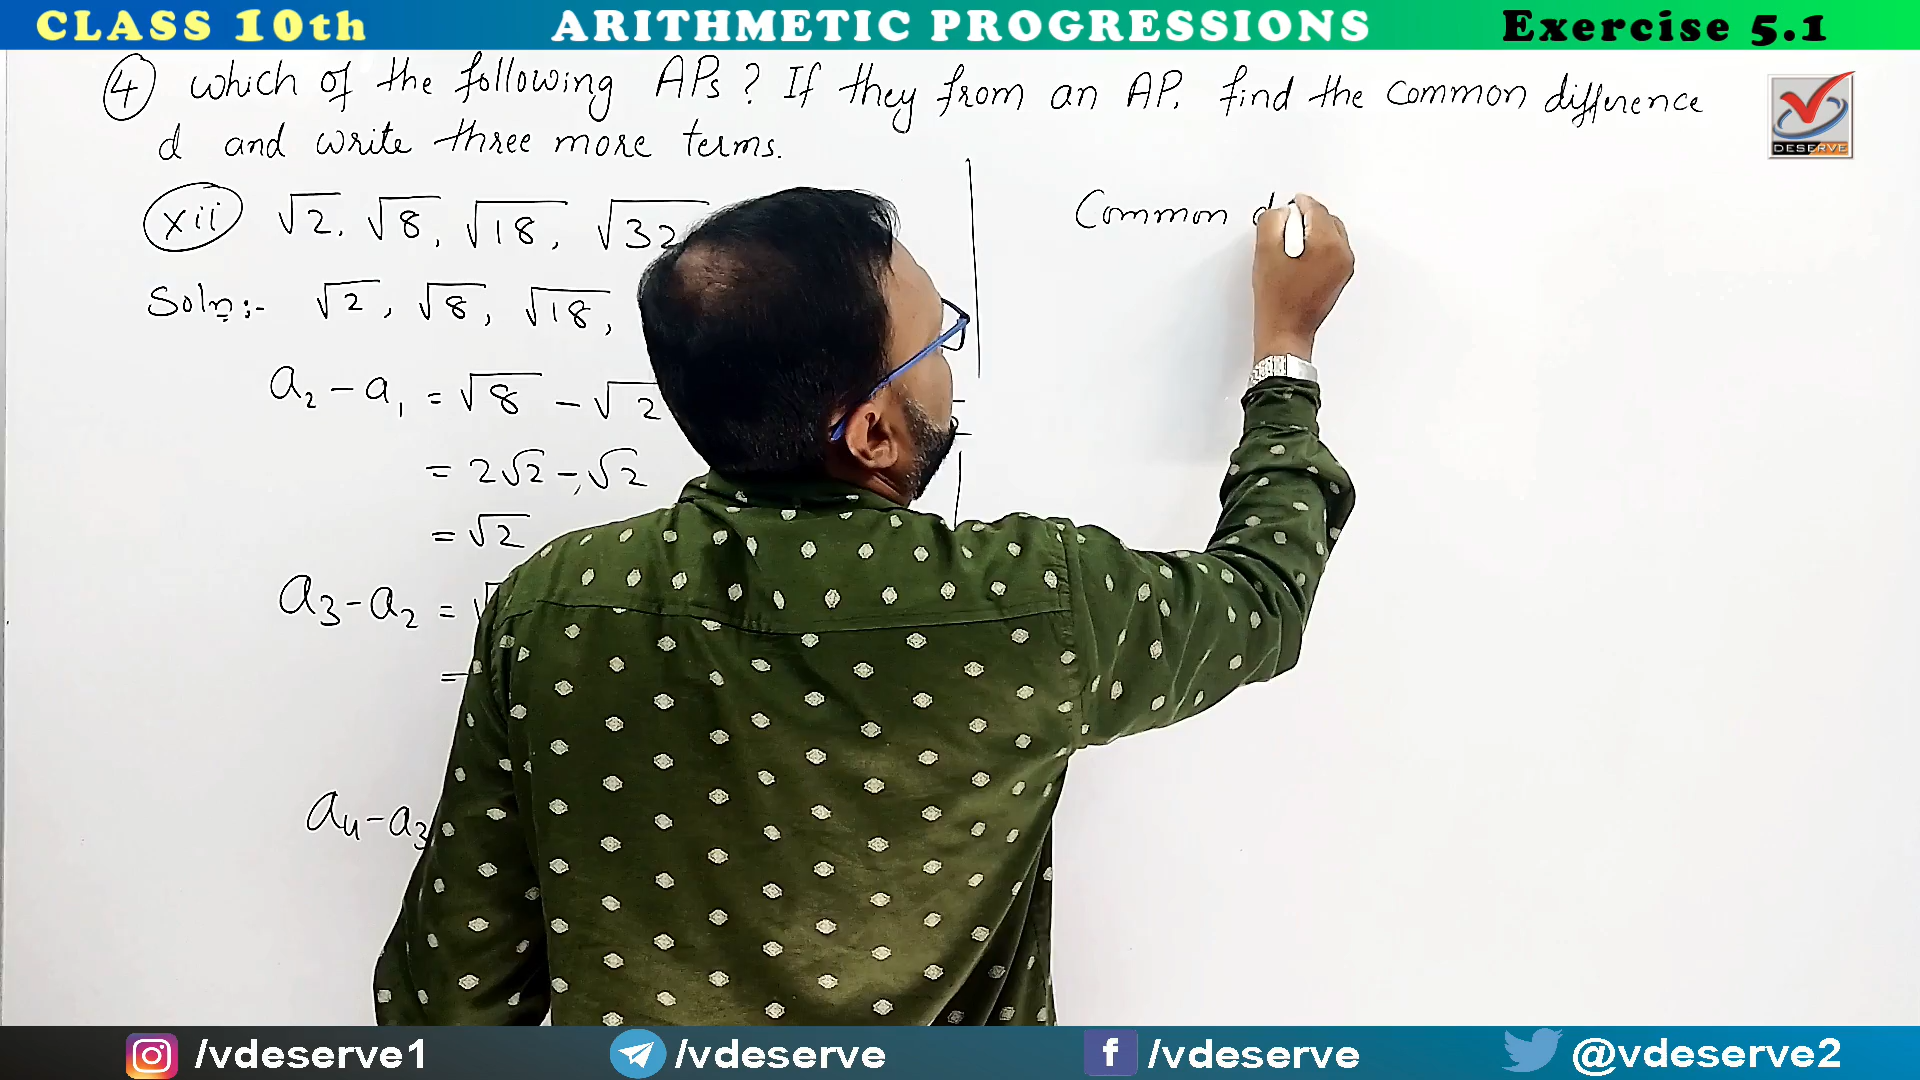 CLASS 10th ARITHMETIC PROGRESSIONS Exercise 5.1
④ which of the following APs? If they from an AP. find the common difference
d and write three more terms.
DESERVE
xii √2, √8, √18, √32
Soln:- √2, √8, √18,
a₂ - a₁ = √8 - √2
= 2√2 - √2
= √2
a₃ - a₂ =
=
a₄ - a₃
Common
/vdeserve1 /vdeserve /vdeserve @vdeserve2